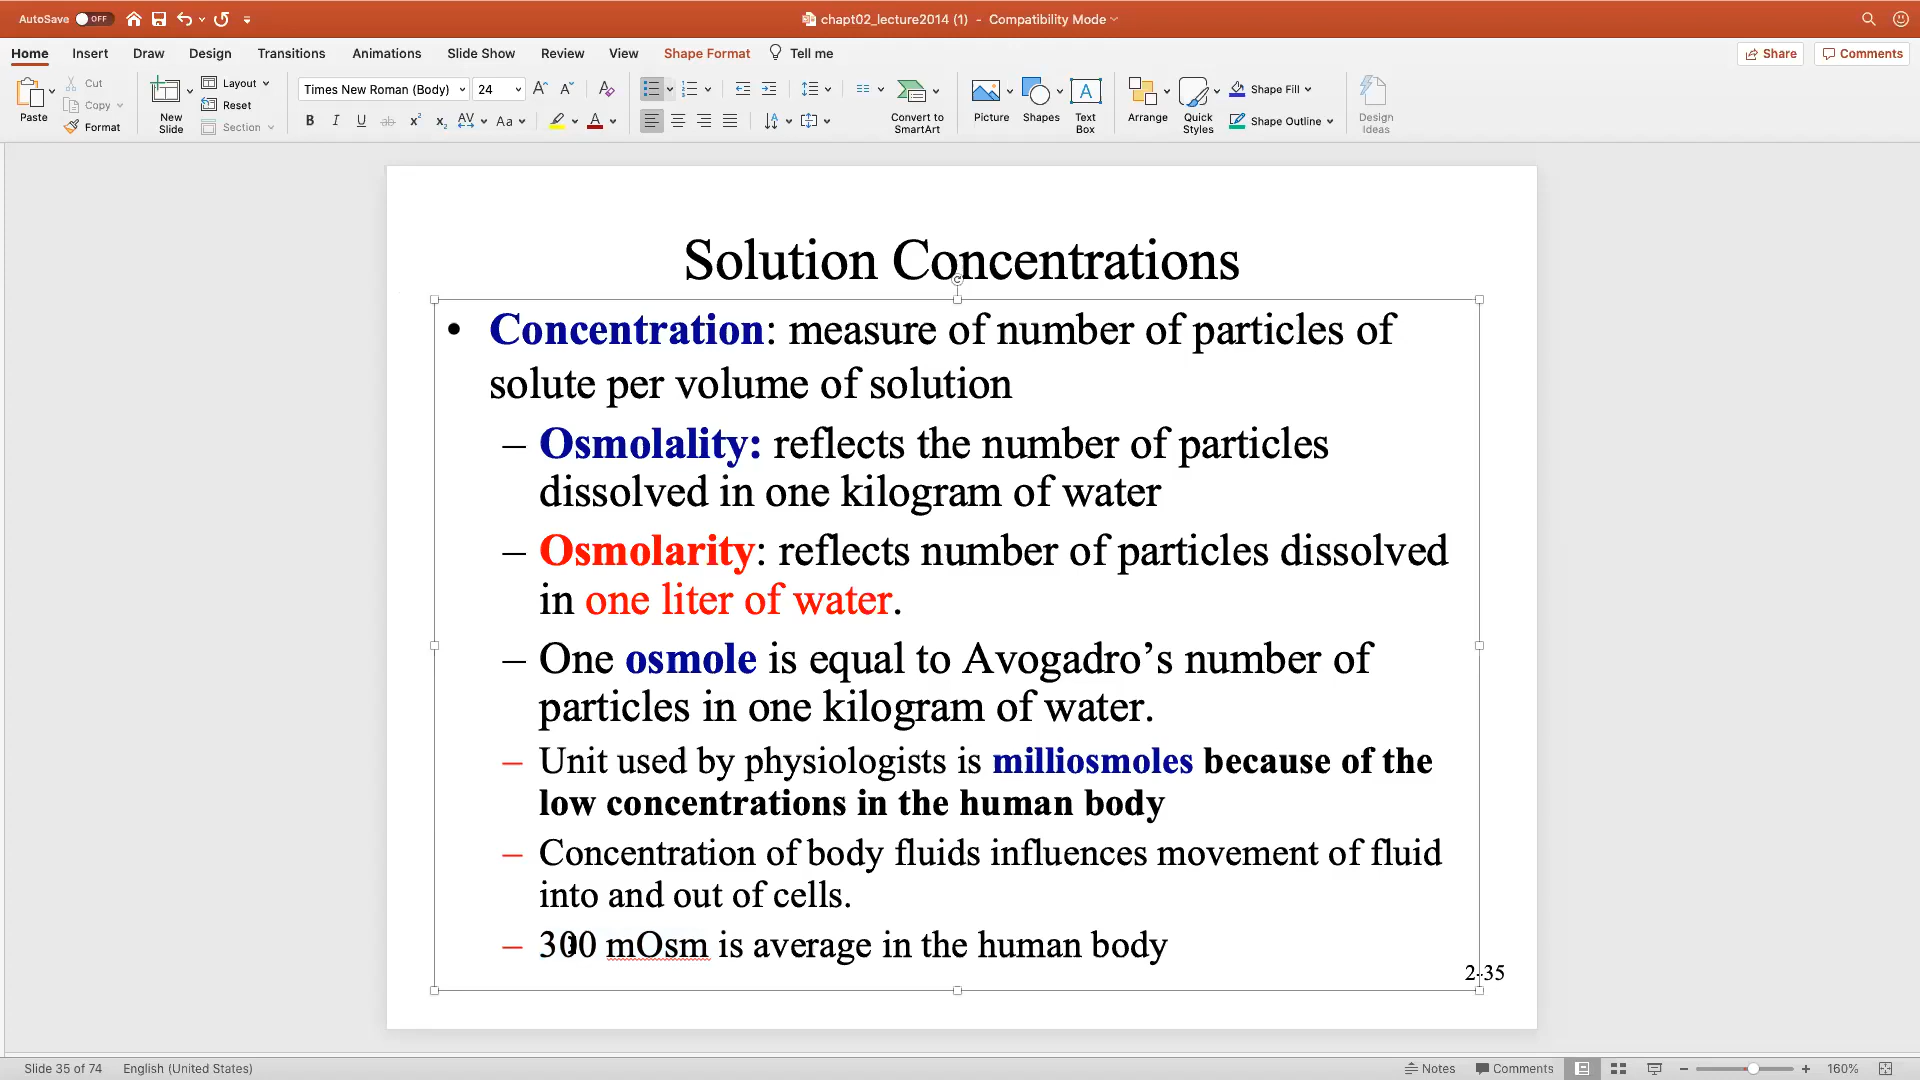 AutoSave OFF
chapt02_lecture2014 (1) - Compatibility Mode
Home Insert Draw Design Transitions Animations Slide Show Review View Shape Format Tell me
Share Comments
Paste
Cut
Copy
Format
New
Slide
Layout
Reset
Section
Times New Roman (Body) 24
B I U ab x² x₂ AV Aa A
Convert to
SmartArt
Picture
Shapes
Text
Box
Arrange
Quick
Styles
Shape Fill
Shape Outline
Design
Ideas
Solution Concentrations
• Concentration: measure of number of particles of
solute per volume of solution
– Osmolality: reflects the number of particles
dissolved in one kilogram of water
– Osmolarity: reflects number of particles dissolved
in one liter of water.
– One osmole is equal to Avogadro’s number of
particles in one kilogram of water.
– Unit used by physiologists is milliosmoles because of the
low concentrations in the human body
– Concentration of body fluids influences movement of fluid
into and out of cells.
– 300 mOsm is average in the human body
2-35
Slide 35 of 74 English (United States)
Notes Comments 160%